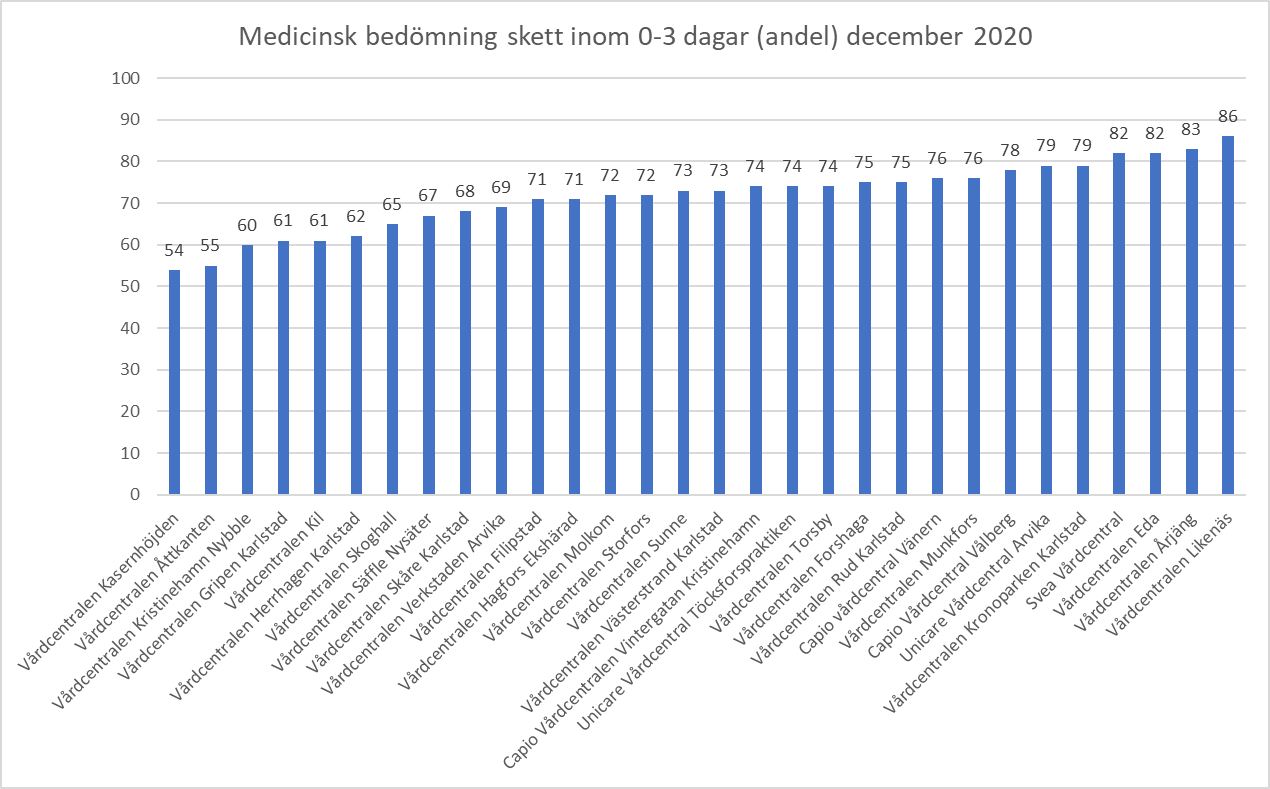 Medicinsk bedömning skett inom 0-3 dagar (andel) december 2020
100
90
80
70
60
50
40
30
20
10
0
54
55
60
61
61
62
65
67
68
69
71
71
72
72
73
73
74
74
74
75
75
76
76
78
79
79
82
82
83
86
Vårdcentralen Kasernhöjden
Vårdcentralen Åttkanten
Vårdcentralen Kristinehamn Nybble
Vårdcentralen Gripen Karlstad
Vårdcentralen Kil
Vårdcentralen Herrhagen Karlstad
Vårdcentralen Skoghall
Vårdcentralen Säffle Nysäter
Vårdcentralen Skåre Karlstad
Vårdcentralen Verkstaden Arvika
Vårdcentralen Filipstad
Vårdcentralen Hagfors Ekshärad
Vårdcentralen Molkom
Vårdcentralen Storfors
Vårdcentralen Sunne
Vårdcentralen Västerstrand Karlstad
Capio Vårdcentralen Vintergatan Kristinehamn
Unicare Vårdcentral Töcksforspraktiken
Vårdcentralen Torsby
Vårdcentralen Forshaga
Vårdcentralen Rud Karlstad
Capio vårdcentral Vänern
Vårdcentralen Munkfors
Capio Vårdcentral Vålberg
Unicare Vårdcentral Arvika
Vårdcentralen Kronoparken Karlstad
Svea Vårdcentral
Vårdcentralen Eda
Vårdcentralen Årjäng
Vårdcentralen Likenäs